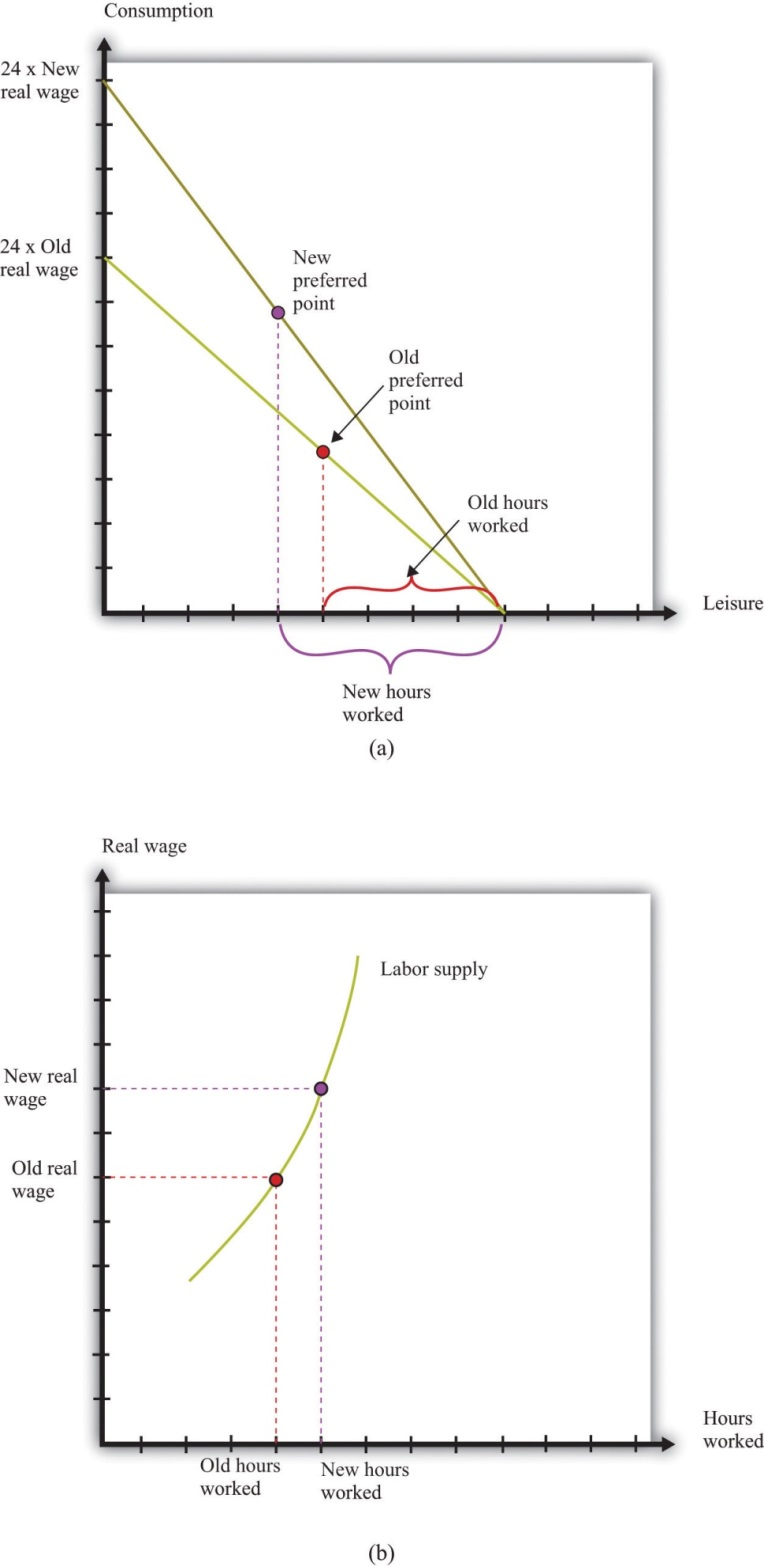 Consumption
24 x New
real wage
24 x Old
real wage
New
preferred
point
Old
preferred
point
Old hours
worked
Leisure
New hours
worked
(a)
Real wage
Labor supply
New real
wage
Old real
wage
Hours
worked
Old hours
worked
New hours
worked
(b)